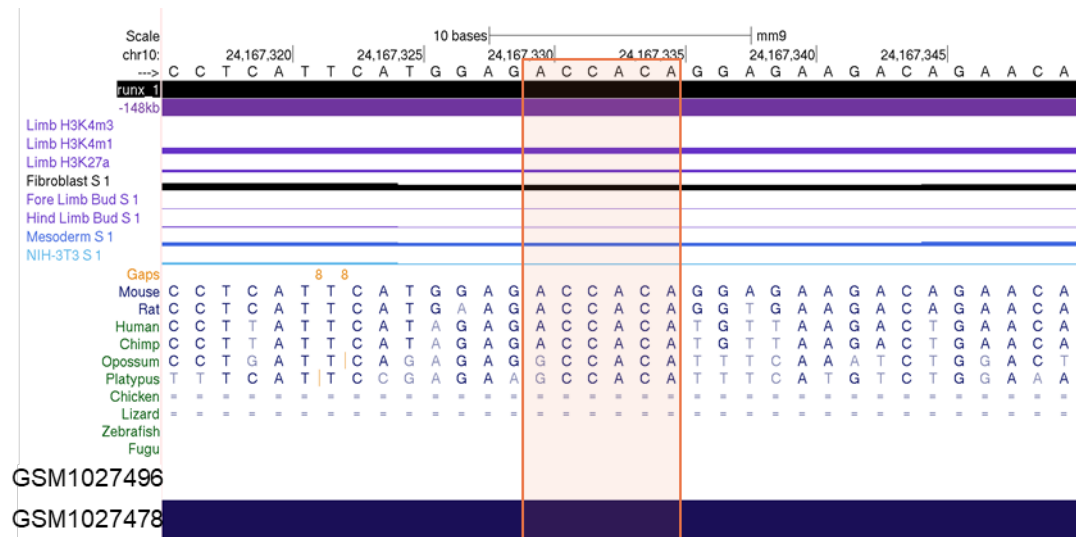 Scale 10 bases mm9
chr10: 24,167,320 24,167,325 24,167,330 24,167,335 24,167,340 24,167,345
---> C C T C A T T C A T G G A G A C C A C A G G A G A A G A C A G A A C A
runx_1
-148kb
Limb H3K4m3
Limb H3K4m1
Limb H3K27a
Fibroblast S 1
Fore Limb Bud S 1
Hind Limb Bud S 1
Mesoderm S 1
NIH-3T3 S 1
Gaps 8 8
Mouse C C T C A T T C A T G G A G A C C A C A G G A G A A G A C A G A A C A
Rat C C T C A T T C A T G A A G A C C A C A G G T G A A G A C A G A A C A
Human C C T T A T T C A T A G A G A C C A C A T G T T A A G A C T G A A C A
Chimp C C T T A T T C A T A G A G A C C A C A T G T T A A G A C T G A A C A
Opossum C C T G A T T C A G A G A G G C C A C A T T T C A A A T C T G G A C T
Platypus T T T C A T T C C G A G A A G C C A C A T T T C A T G T C T G G A A A
Chicken = = = = = = = = = = = = = = = = = = = = = = = = = = = = = = = = = = =
Lizard = = = = = = = = = = = = = = = = = = = = = = = = = = = = = = = = = = =
Zebrafish
Fugu
GSM1027496
GSM1027478